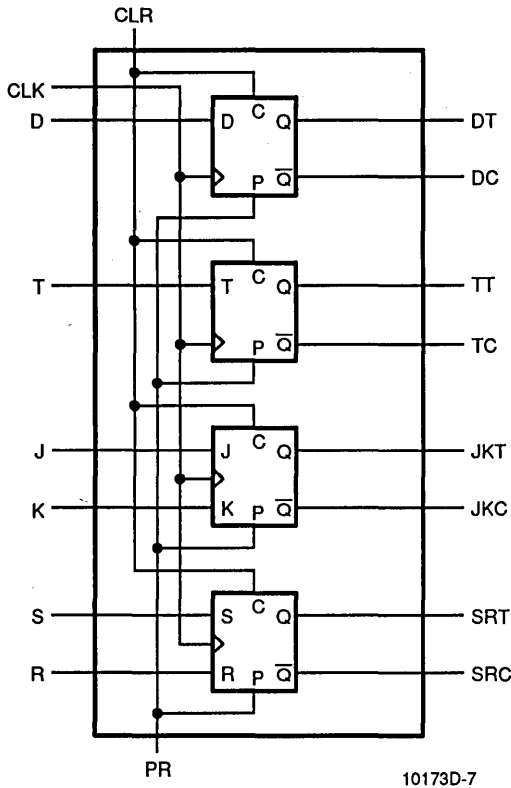 CLR
CLK
D
D C Q
DT
P Q̅
DC
T
T C Q
TT
P Q̅
TC
J
J C Q
JKT
K
K P Q̅
JKC
S
S C Q
SRT
R
R P Q̅
SRC
PR
10173D-7